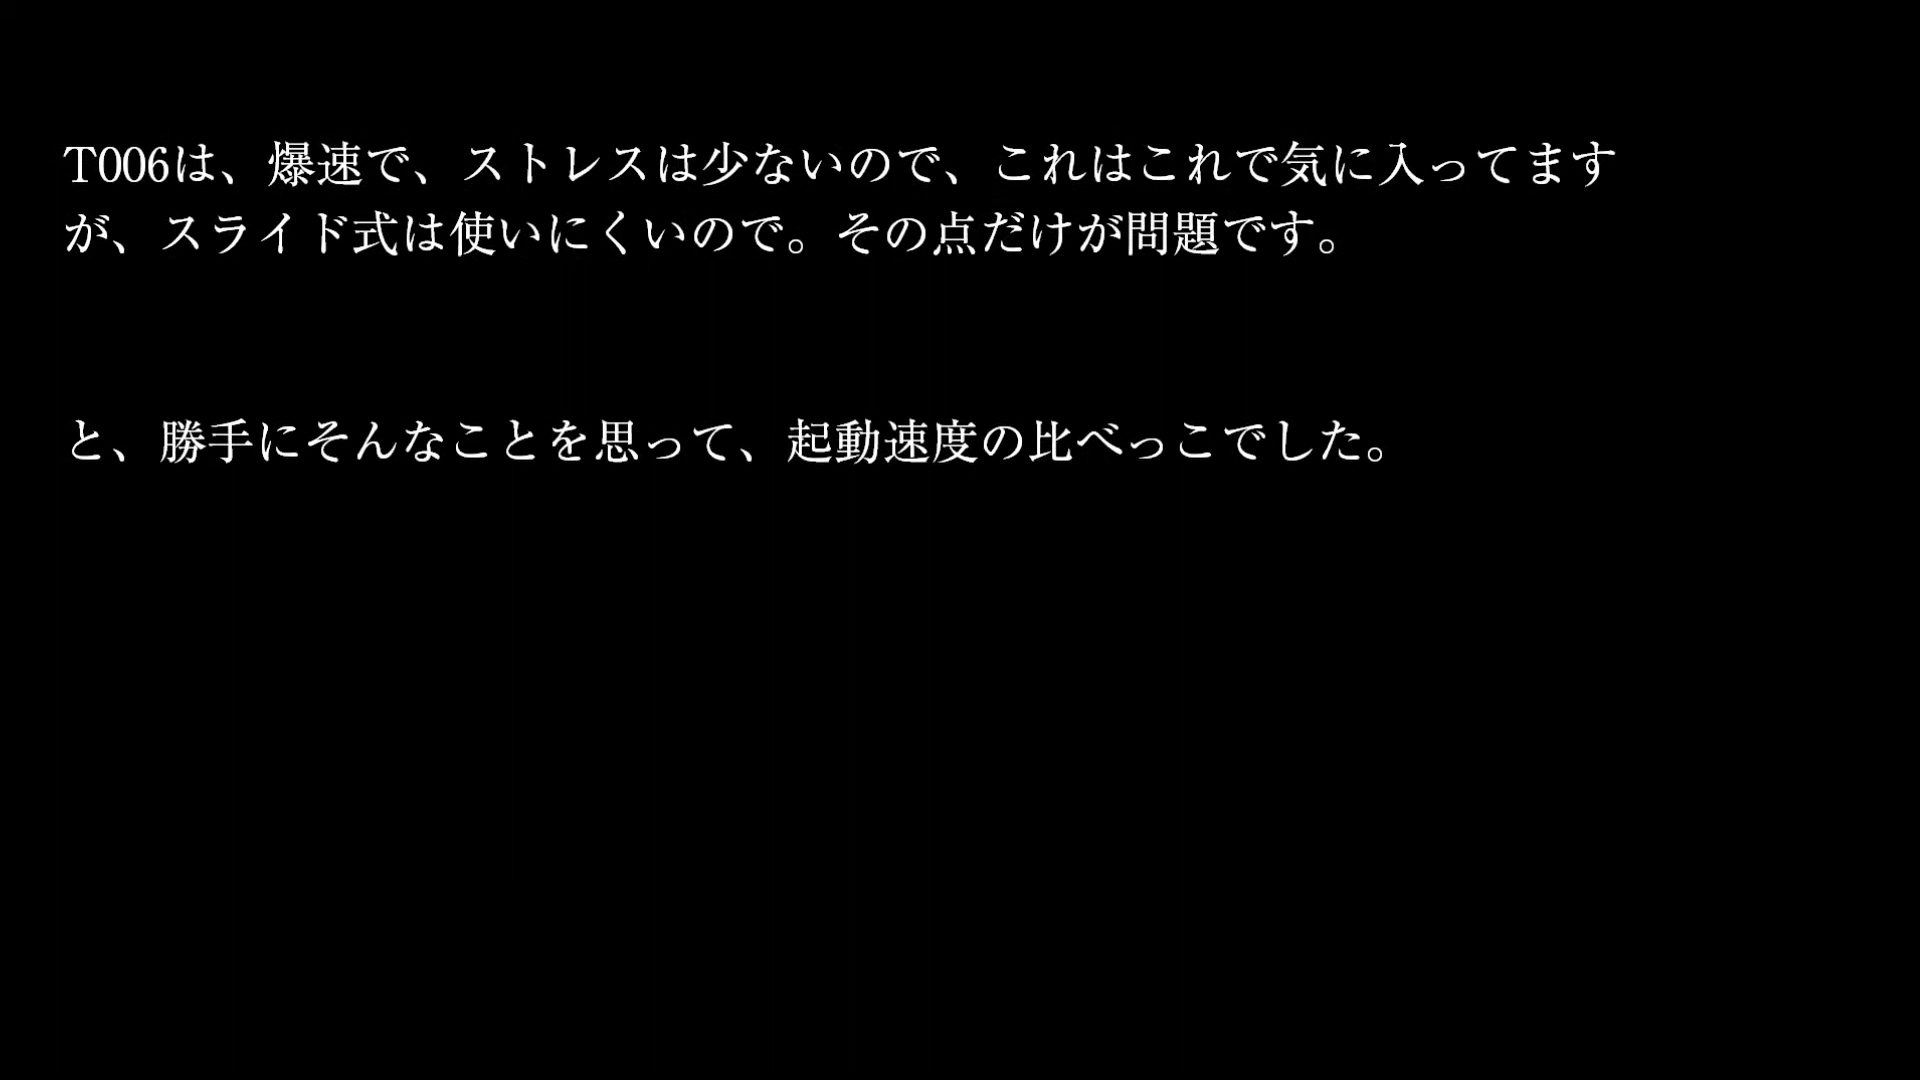 T006は、爆速で、ストレスは少ないので、これはこれで気に入ってます
が、スライド式は使いにくいので。その点だけが問題です。
と、勝手にそんなことを思って、起動速度の比べっこでした。